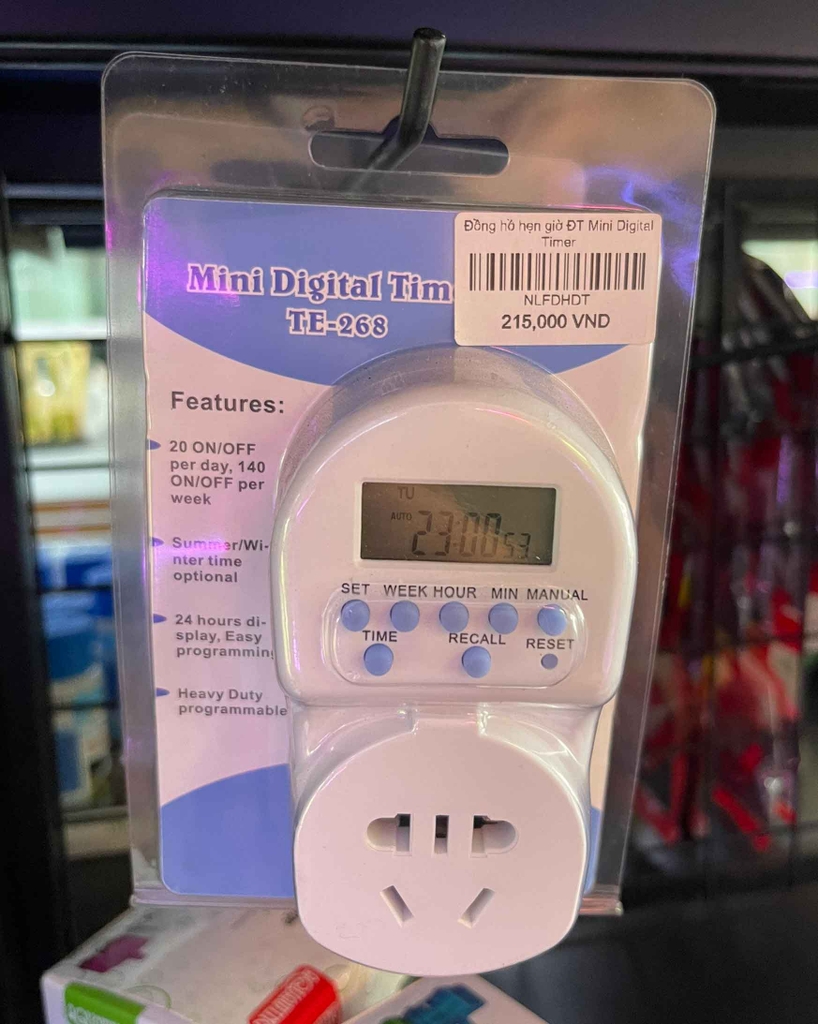 Đồng hồ hẹn giờ ĐT Mini Digital
Timer
NLFDHDT
215,000 VND
Mini Digital Tim
TE-268
Features:
20 ON/OFF
per day, 140
ON/OFF per
week
Summer/Wi-
nter time
optional
24 hours di-
splay, Easy
programming
Heavy Duty
programmable
TU
AUTO 23:00 53
SET WEEK HOUR MIN MANUAL
TIME RECALL RESET